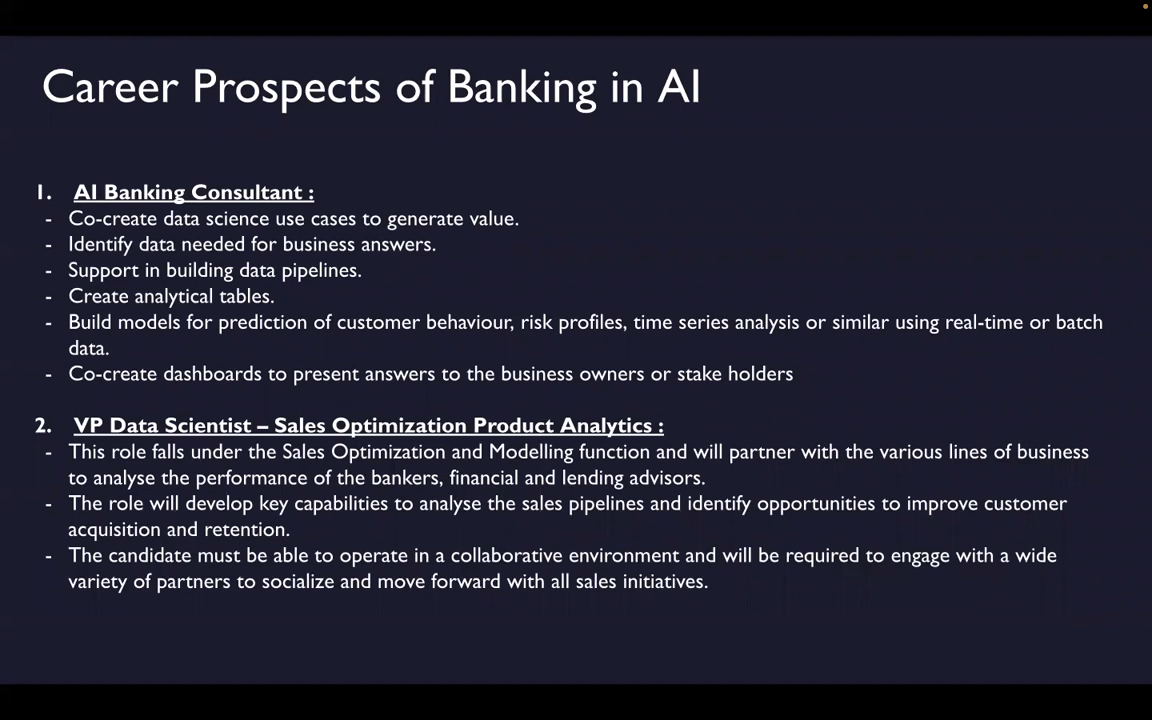 Career Prospects of Banking in AI
1. AI Banking Consultant :
- Co-create data science use cases to generate value.
- Identify data needed for business answers.
- Support in building data pipelines.
- Create analytical tables.
- Build models for prediction of customer behaviour, risk profiles, time series analysis or similar using real-time or batch
data.
- Co-create dashboards to present answers to the business owners or stake holders
2. VP Data Scientist – Sales Optimization Product Analytics :
- This role falls under the Sales Optimization and Modelling function and will partner with the various lines of business
to analyse the performance of the bankers, financial and lending advisors.
- The role will develop key capabilities to analyse the sales pipelines and identify opportunities to improve customer
acquisition and retention.
- The candidate must be able to operate in a collaborative environment and will be required to engage with a wide
variety of partners to socialize and move forward with all sales initiatives.